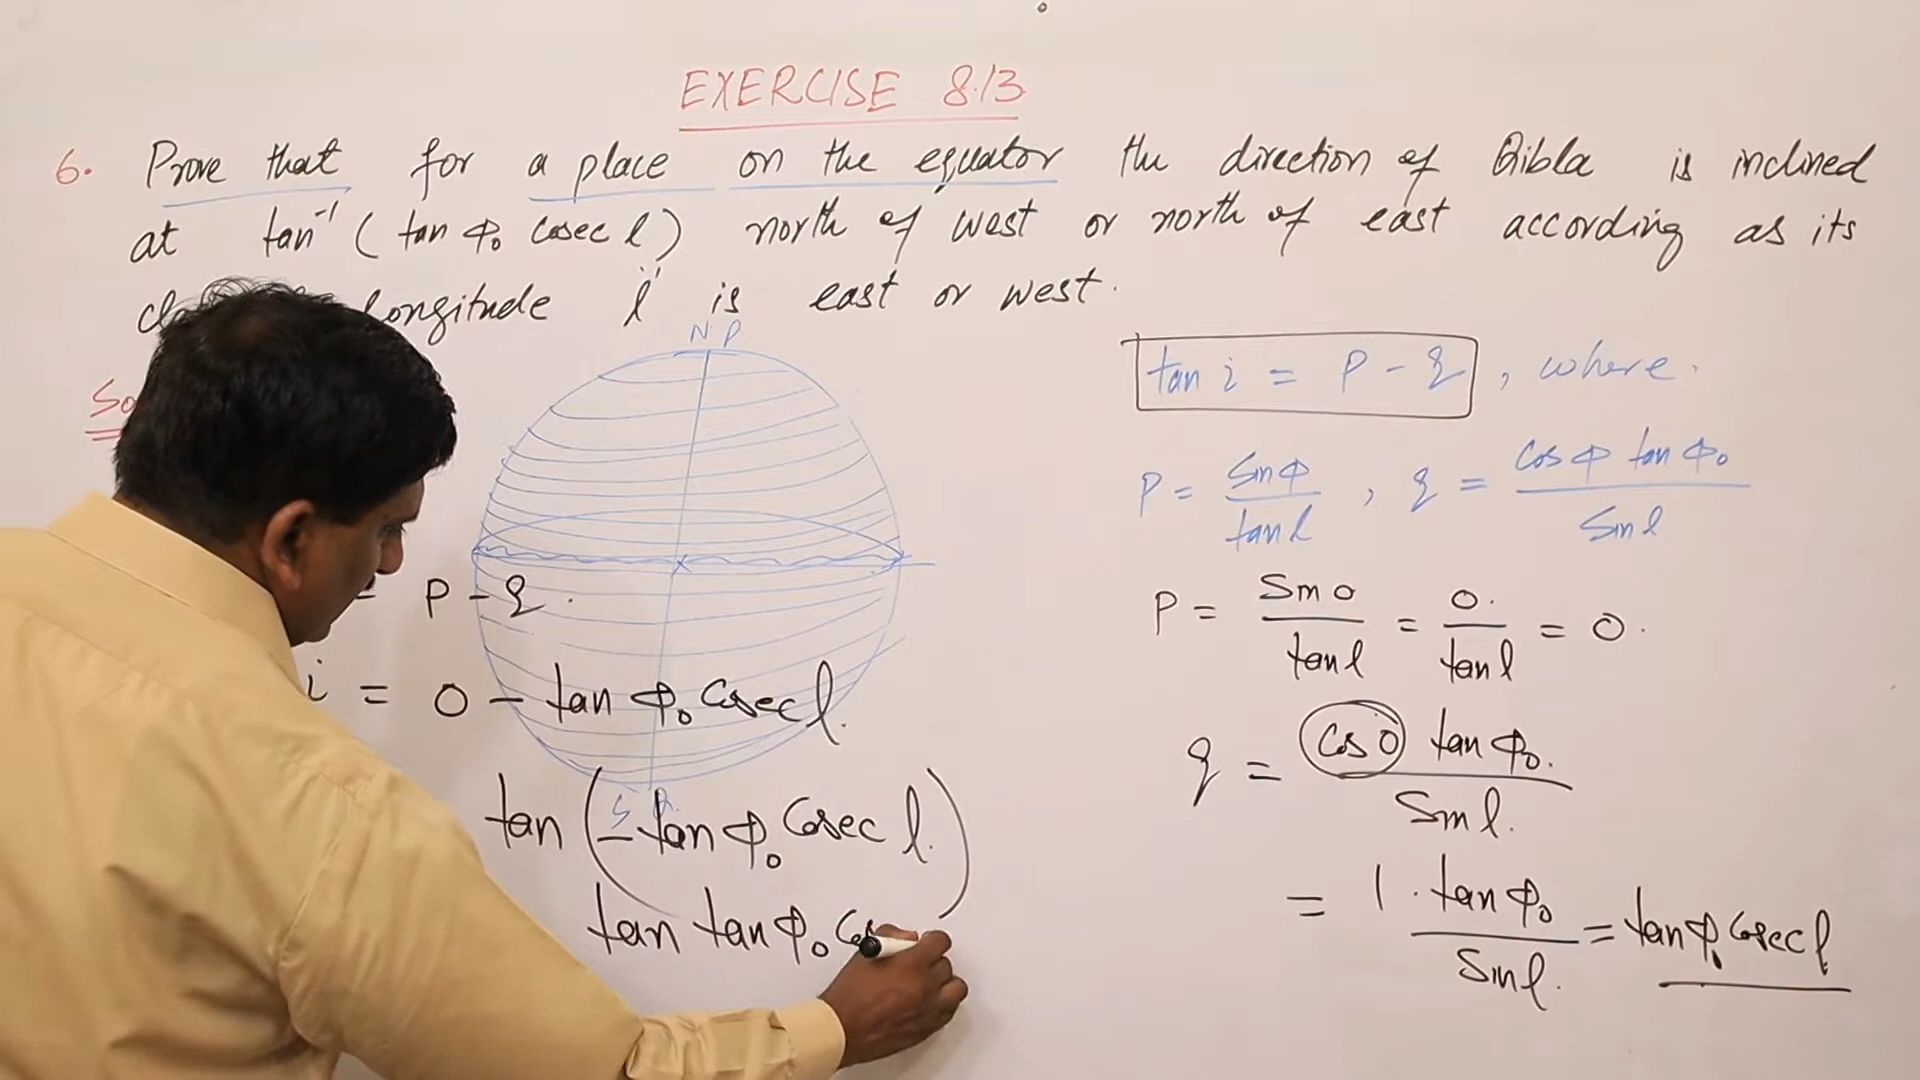 EXERCISE 8.13
6. Prove that for a place on the equator the direction of Qibla is inclined
at tan⁻¹ ( tan φ₀ Cosec l ) north of west or north of east according as its
longitude l is east or west.
N.P
So
tan i = P - q , where.
P = Sin φ / tan l , q = Cos φ tan φ₀ / Sin l
= P - q .
P = Sin 0 / tan l = 0. / tan l = 0.
i = 0 - tan φ₀ Cosec l.
q = Cos 0 tan φ₀. / Sin l.
S.P.
tan ( - tan φ₀ Cosec l. )
= 1 . tan φ₀ / Sin l. = tan φ₀ Cosec l
tan tan φ₀ Cos